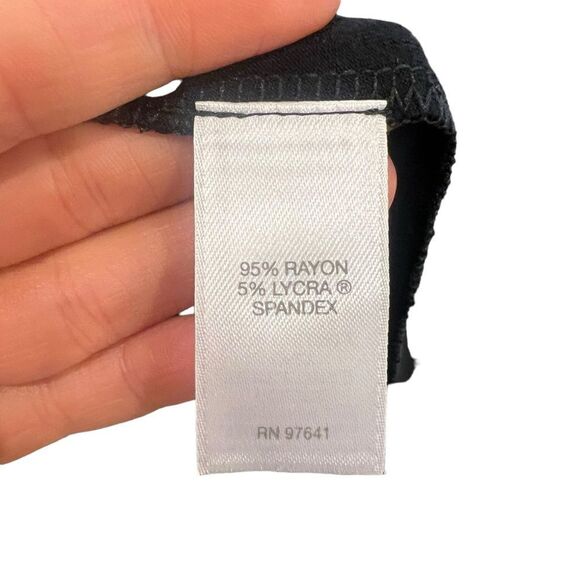 95% RAYON
5% LYCRA ®
SPANDEX
RN 97641